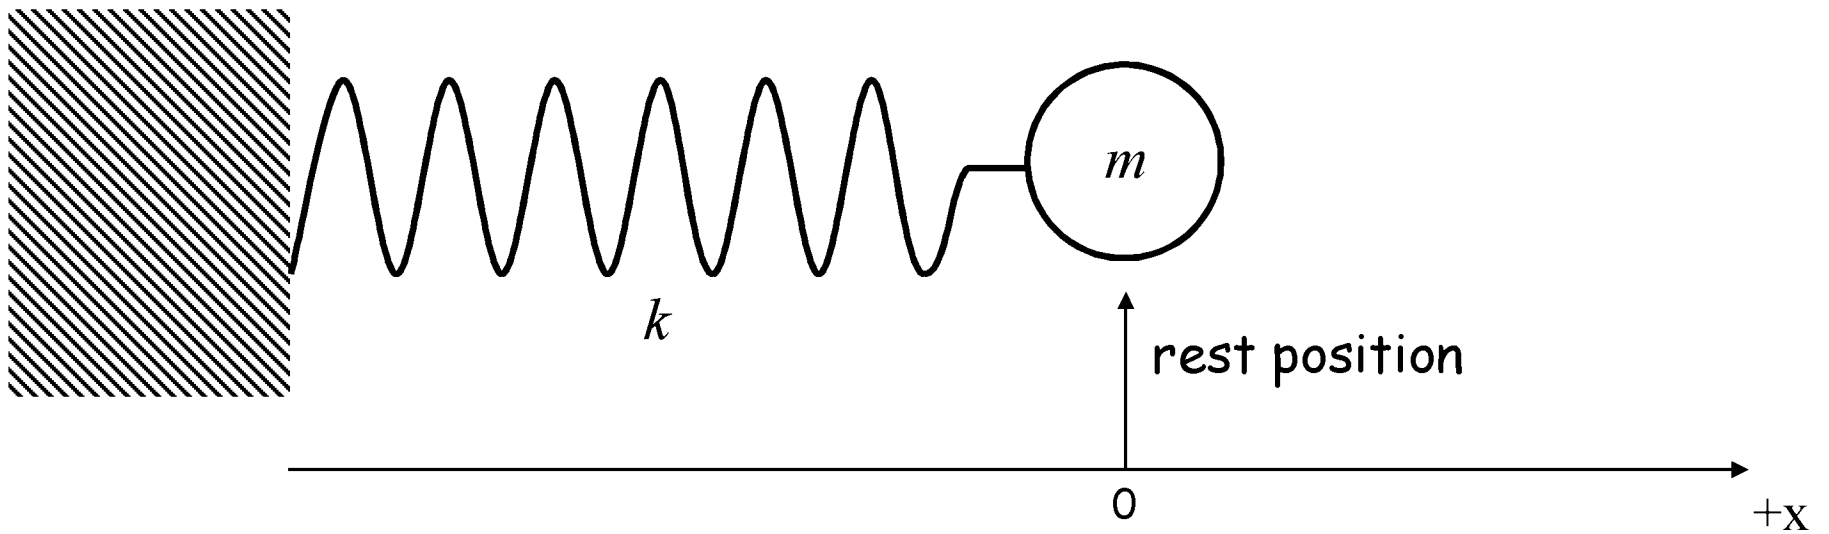 m
k
rest position
0
+x